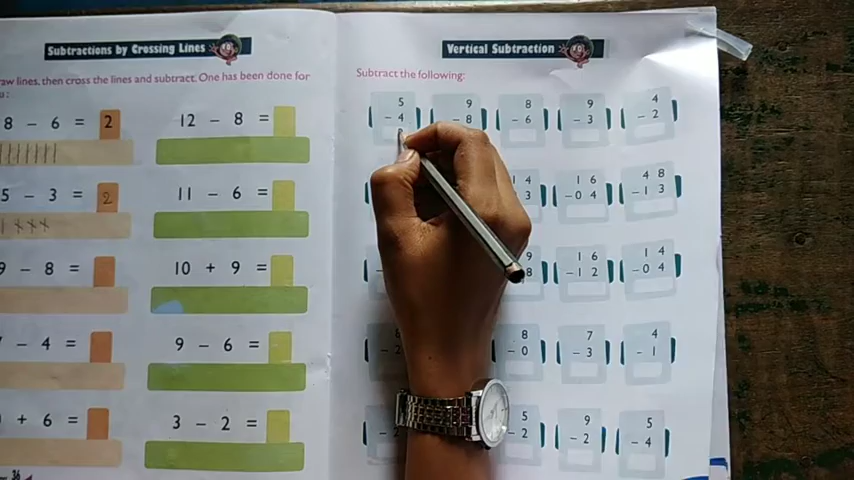 Subtractions by Crossing Lines
raw lines, then cross the lines and subtract. One has been done for
:
8 - 6 = 2
5 - 3 = 2
9 - 8 =
- 4 =
+ 6 =
36
12 - 8 =
11 - 6 =
10 + 9 =
9 - 6 =
3 - 2 =
Vertical Subtraction
Subtract the following:
5 9 8 9 4
- 4 - 8 - 6 - 3 - 2
1 4 1 6 4 8
3 - 0 4 - 1 3
9 1 6 1 4
8 - 1 2 - 0 4
8 8 7 4
- 2 - 0 - 3 - 1
5 9 5
- 2 - 2 - 2 - 4